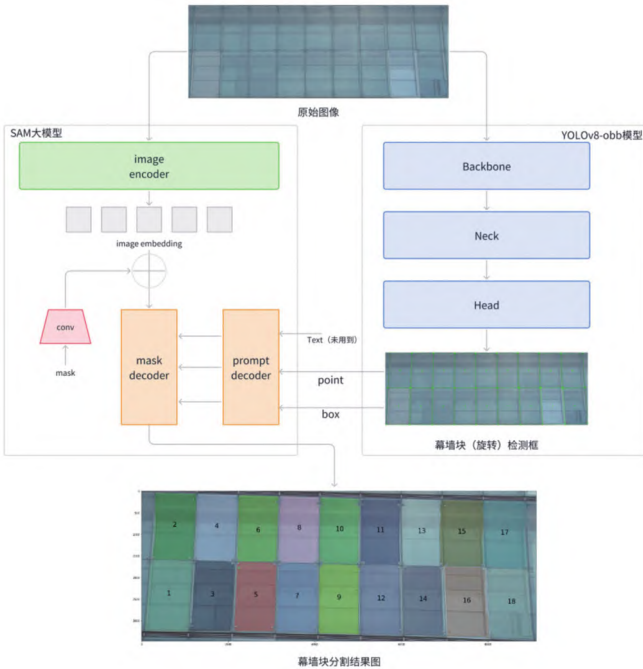 原始图像
SAM大模型
YOLOv8-obb模型
image
encoder
Backbone
image embedding
Neck
conv
Head
mask
mask
decoder
prompt
decoder
Text（未用到）
point
box
幕墙块（旋转）检测框
2
4
6
8
10
11
13
15
17
1
3
5
7
9
12
14
16
18
幕墙块分割结果图